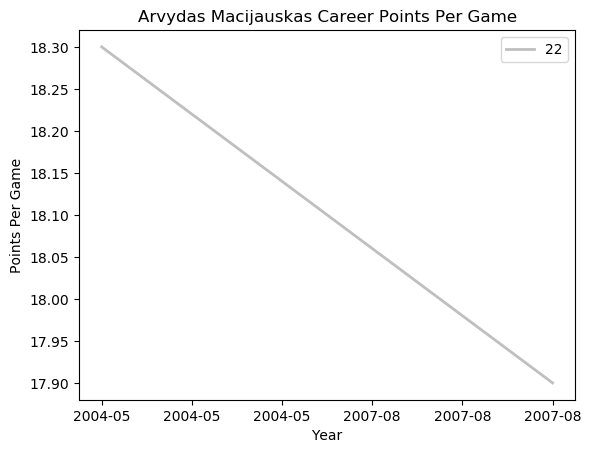 Arvydas Macijauskas Career Points Per Game
22
18.30
18.25
18.20
18.15
18.10
18.05
18.00
17.95
17.90
Points Per Game
2004-05 2004-05 2004-05 2007-08 2007-08 2007-08
Year